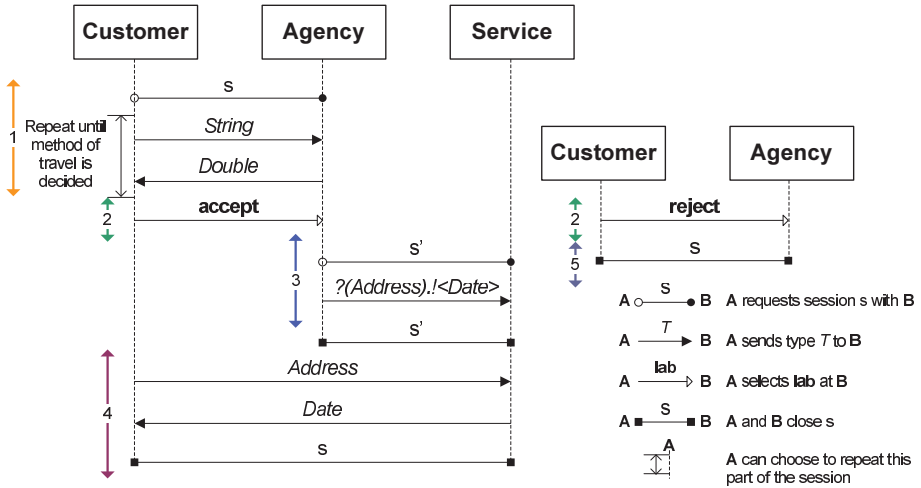 Customer
Agency
Service
s
1
Repeat until
method of
travel is
decided
String
Double
2
accept
3
s'
?(Address).!<Date>
s'
4
Address
Date
s
Customer
Agency
2
reject
5
s
A s B A requests session s with B
A T B A sends type T to B
A lab B A selects lab at B
A s B A and B close s
A
A can choose to repeat this
part of the session